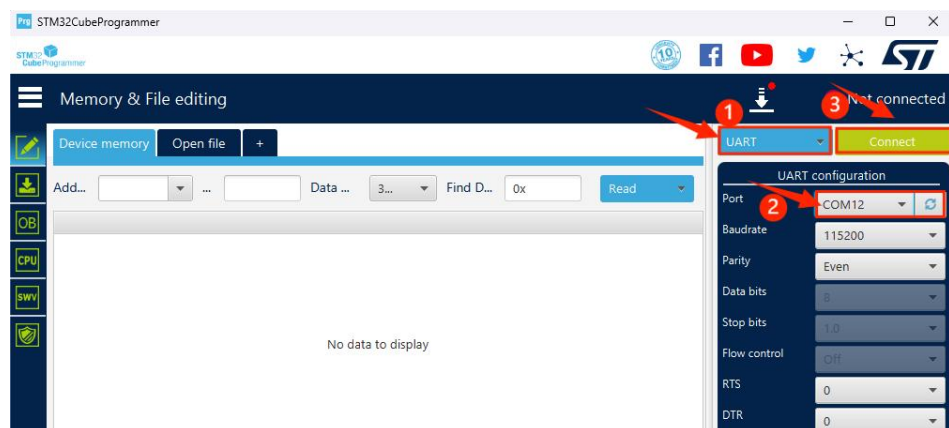 Prg STM32CubeProgrammer
STM32
CubeProgrammer
10
Memory & File editing
1
3
Not connected
Device memory Open file +
UART Connect
Add... ... Data ... 3... Find D... 0x Read
UART configuration
Port 2 COM12
Baudrate 115200
Parity Even
Data bits 8
Stop bits 1.0
Flow control Off
RTS 0
DTR 0
OB
CPU
SWV
No data to display